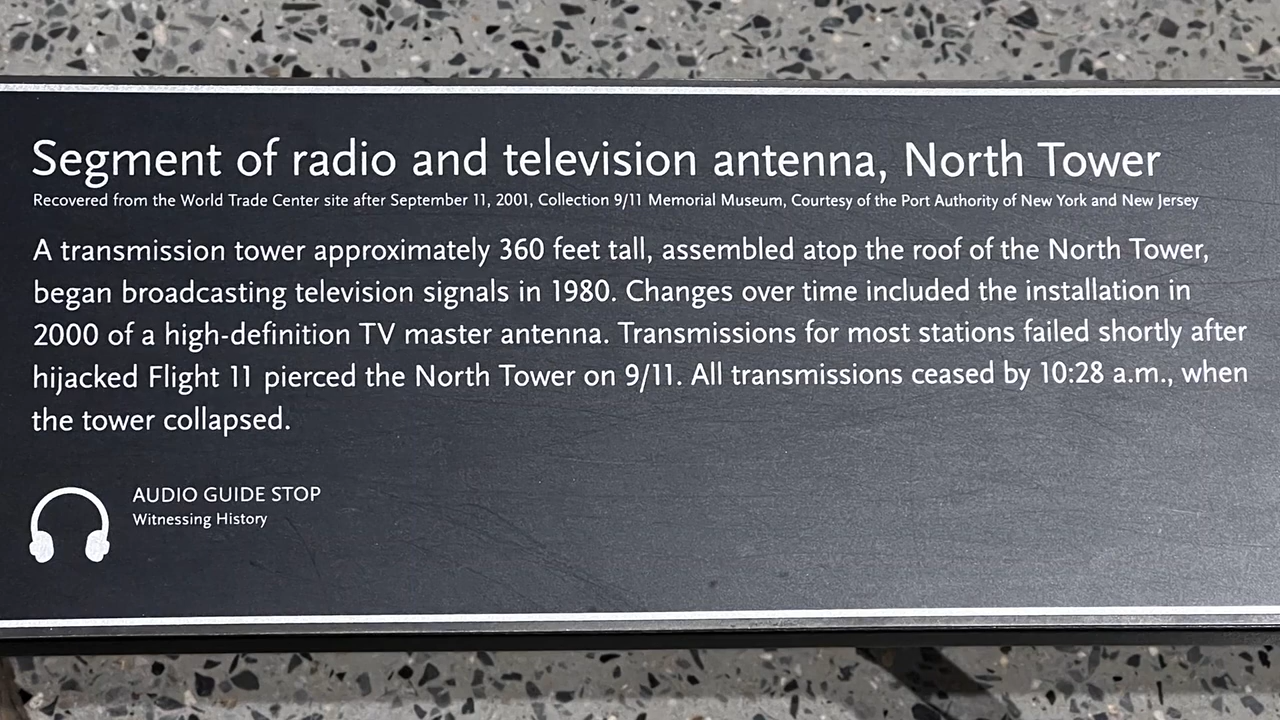 Segment of radio and television antenna, North Tower
Recovered from the World Trade Center site after September 11, 2001, Collection 9/11 Memorial Museum, Courtesy of the Port Authority of New York and New Jersey
A transmission tower approximately 360 feet tall, assembled atop the roof of the North Tower,
began broadcasting television signals in 1980. Changes over time included the installation in
2000 of a high-definition TV master antenna. Transmissions for most stations failed shortly after
hijacked Flight 11 pierced the North Tower on 9/11. All transmissions ceased by 10:28 a.m., when
the tower collapsed.
AUDIO GUIDE STOP
Witnessing History